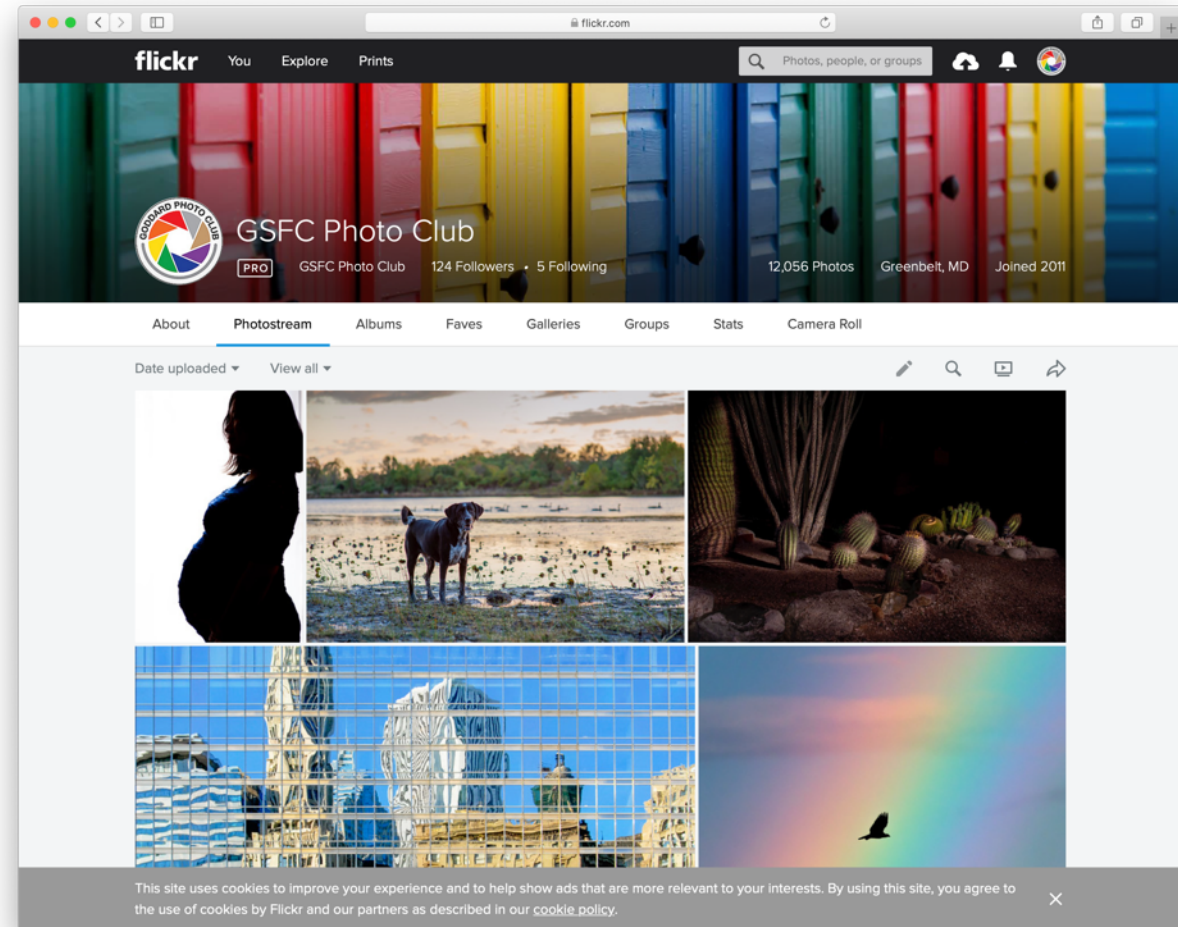 flickr.com
flickr You Explore Prints Photos, people, or groups
GODDARD PHOTO CLUB
GSFC Photo Club
PRO GSFC Photo Club 124 Followers • 5 Following 12,056 Photos Greenbelt, MD Joined 2011
About Photostream Albums Faves Galleries Groups Stats Camera Roll
Date uploaded View all
This site uses cookies to improve your experience and to help show ads that are more relevant to your interests. By using this site, you agree to
the use of cookies by Flickr and our partners as described in our cookie policy.